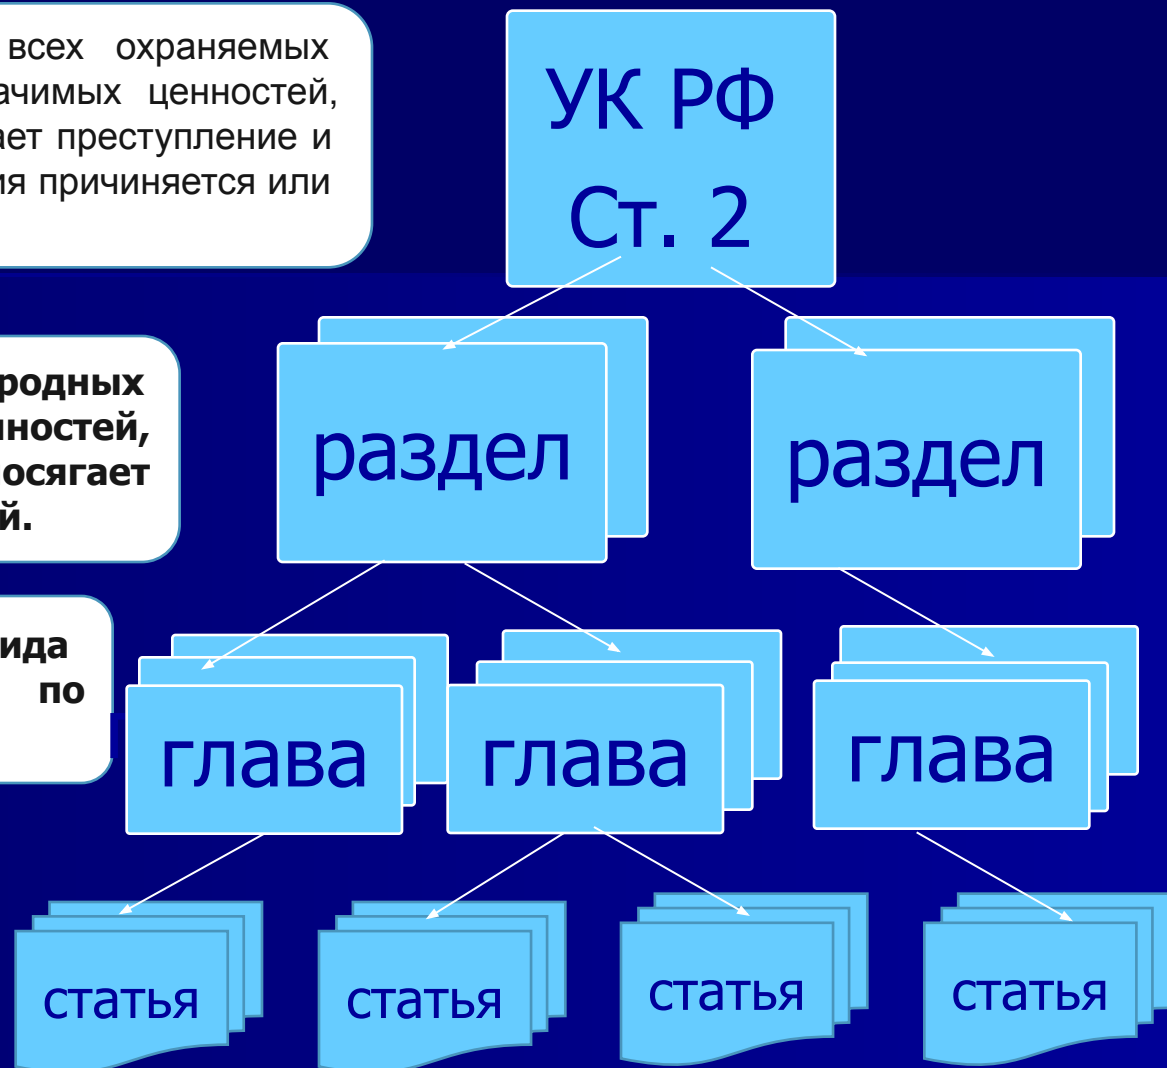 всех охраняемых
ачимых ценностей,
ает преступление и
ия причиняется или
УК РФ
Ст. 2
родных
нностей,
осягает
й.
раздел
раздел
ида
по
глава
глава
глава
статья
статья
статья
статья